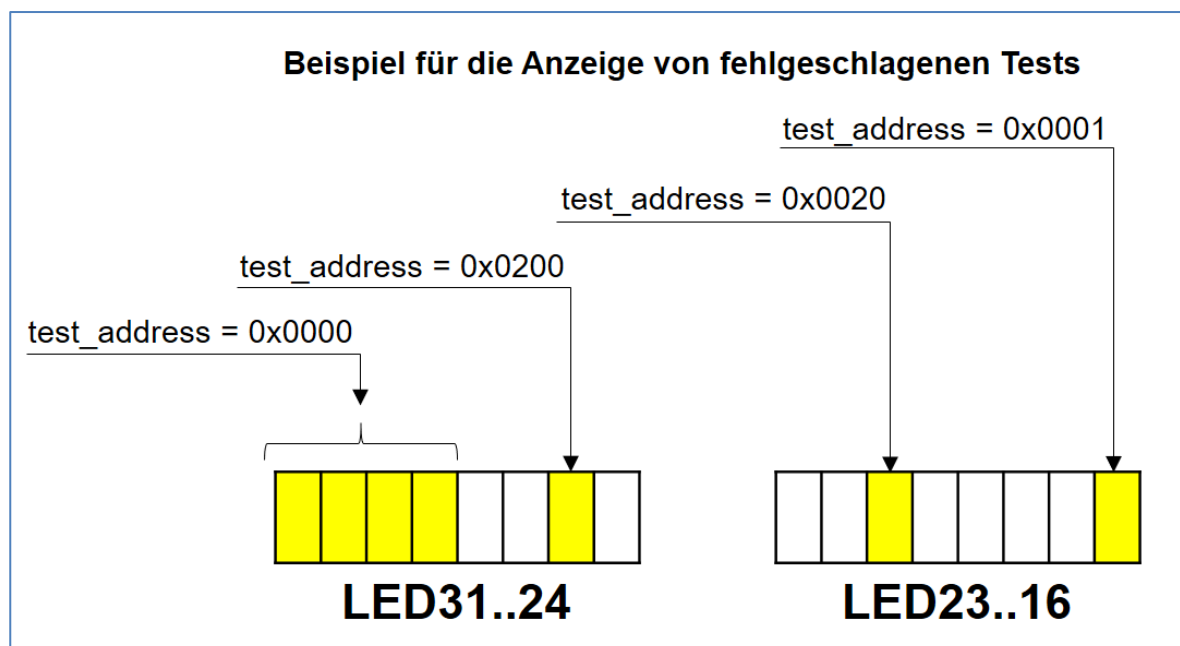 Beispiel für die Anzeige von fehlgeschlagenen Tests
test_address = 0x0001
test_address = 0x0020
test_address = 0x0200
test_address = 0x0000
LED31..24
LED23..16